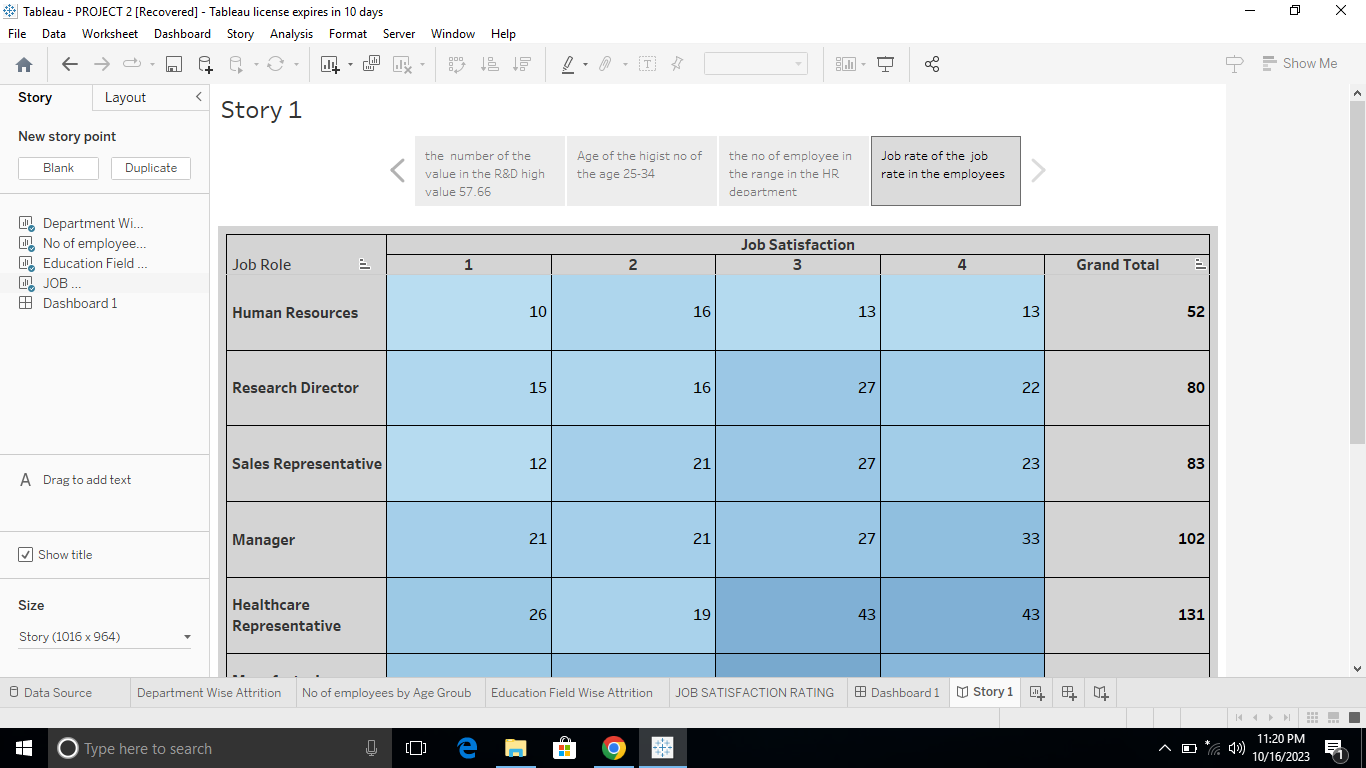 Tableau - PROJECT 2 [Recovered] - Tableau license expires in 10 days
File Data Worksheet Dashboard Story Analysis Format Server Window Help
Show Me
Story Layout
New story point
Blank Duplicate
Department Wi...
No of employee...
Education Field ...
JOB ...
Dashboard 1
A Drag to add text
Show title
Size
Story (1016 x 964)
Story 1
the number of the
value in the R&D high
value 57.66
Age of the higist no of
the age 25-34
the no of employee in
the range in the HR
department
Job rate of the job
rate in the employees
Job Satisfaction
Job Role 1 2 3 4 Grand Total
Human Resources 10 16 13 13 52
Research Director 15 16 27 22 80
Sales Representative 12 21 27 23 83
Manager 21 21 27 33 102
Healthcare
Representative 26 19 43 43 131
Data Source Department Wise Attrition No of employees by Age Groub Education Field Wise Attrition JOB SATISFACTION RATING Dashboard 1 Story 1
Type here to search
11:20 PM
10/16/2023
1